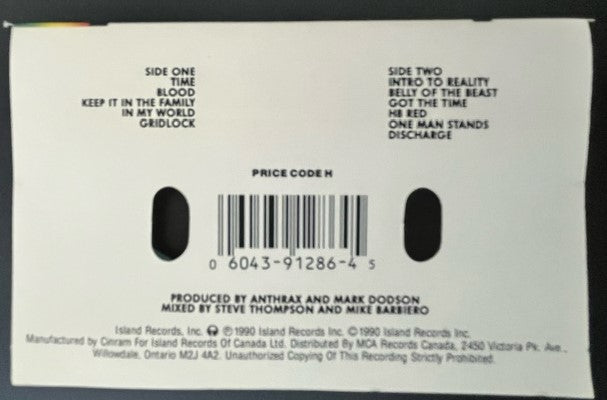 SIDE ONE
TIME
BLOOD
KEEP IT IN THE FAMILY
IN MY WORLD
GRIDLOCK
SIDE TWO
INTRO TO REALITY
BELLY OF THE BEAST
GOT THE TIME
H8 RED
ONE MAN STANDS
DISCHARGE
PRICE CODE H
0 6043-91286-4 5
PRODUCED BY ANTHRAX AND MARK DODSON
MIXED BY STEVE THOMPSON AND MIKE BARBIERO
Island Records, Inc. ℗ 1990 Island Records Inc. © 1990 Island Records Inc.
Manufactured by Cinram For Island Records Of Canada Ltd. Distributed By MCA Records Canada, 2450 Victoria Pk. Ave.,
Willowdale, Ontario M2J 4A2. Unauthorized Copying Of This Recording Strictly Prohibited.